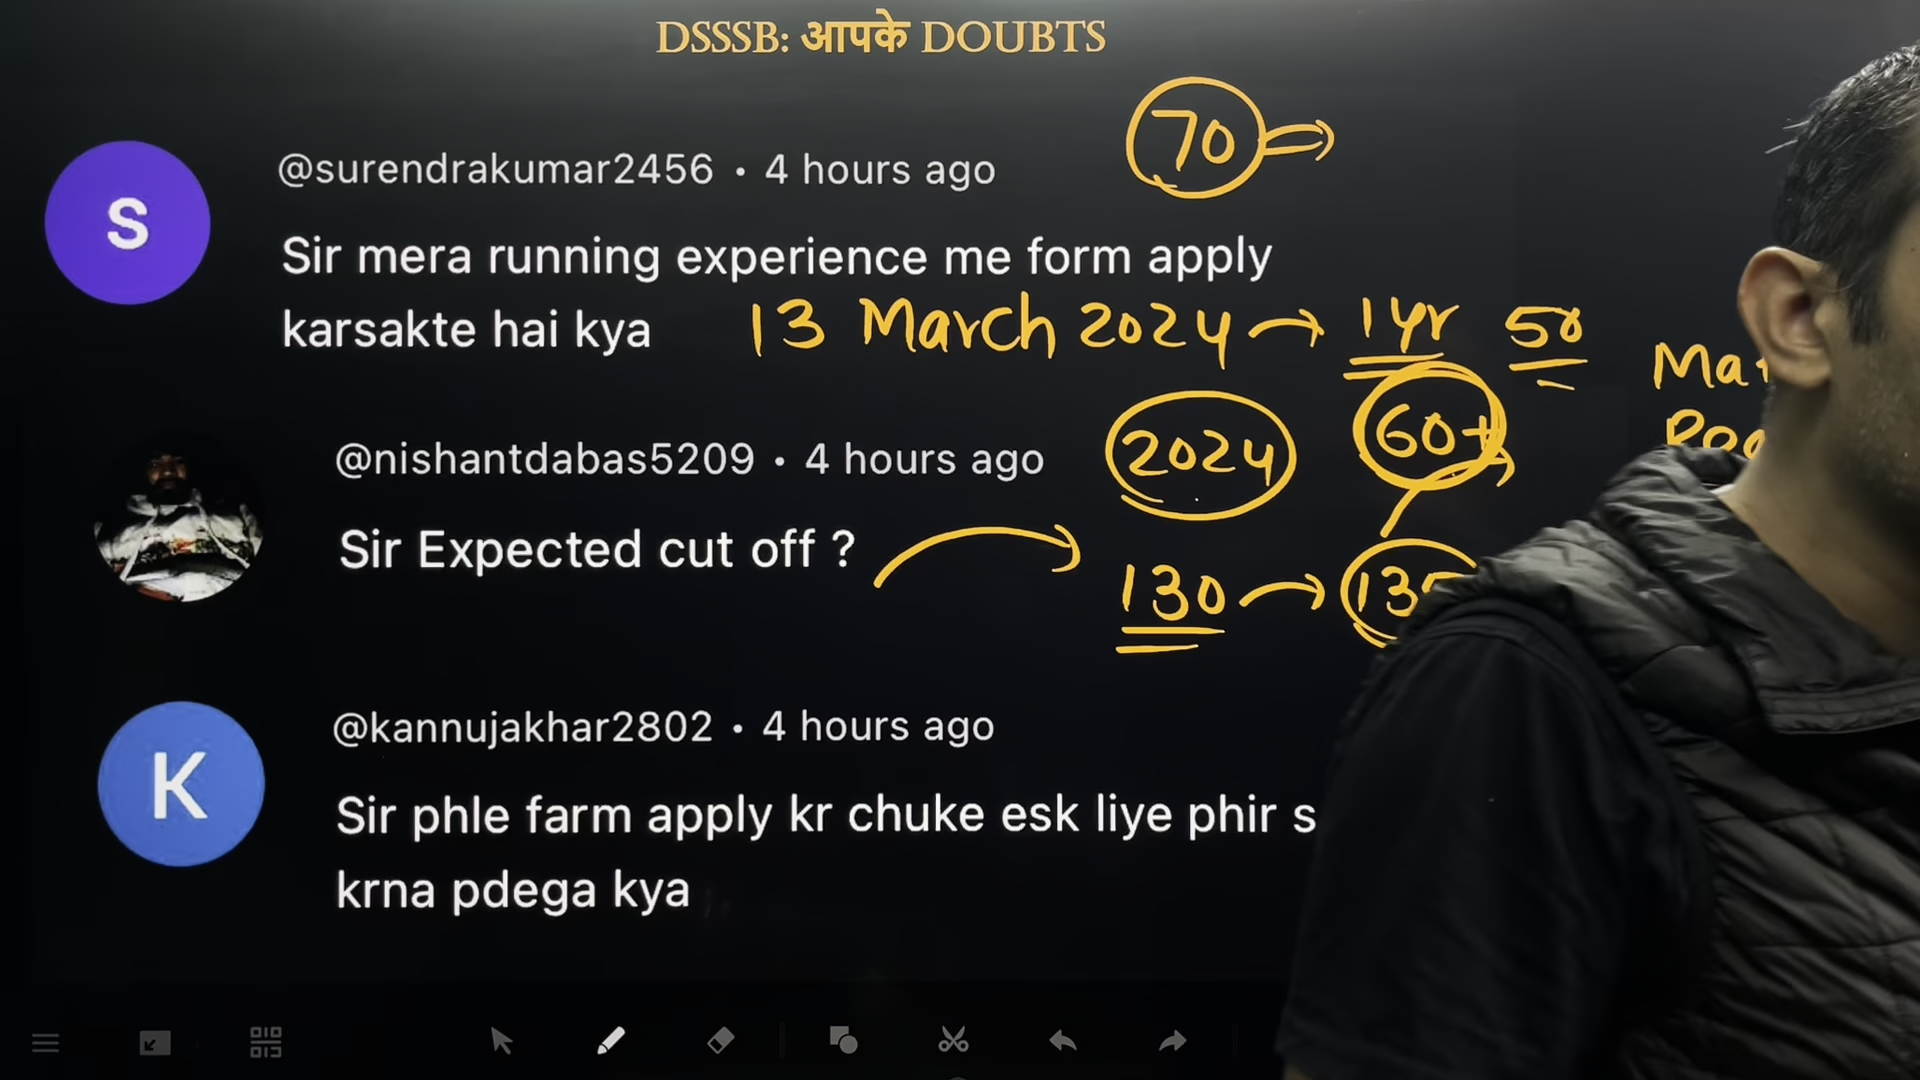 DSSSB: आपके DOUBTS
70
S
@surendrakumar2456 • 4 hours ago
Sir mera running experience me form apply
karsakte hai kya
13 March 2024 → 1yr 50
@nishantdabas5209 • 4 hours ago
2024 60+
Sir Expected cut off ?
130 →
K
@kannujakhar2802 • 4 hours ago
Sir phle farm apply kr chuke esk liye phir s
krna pdega kya